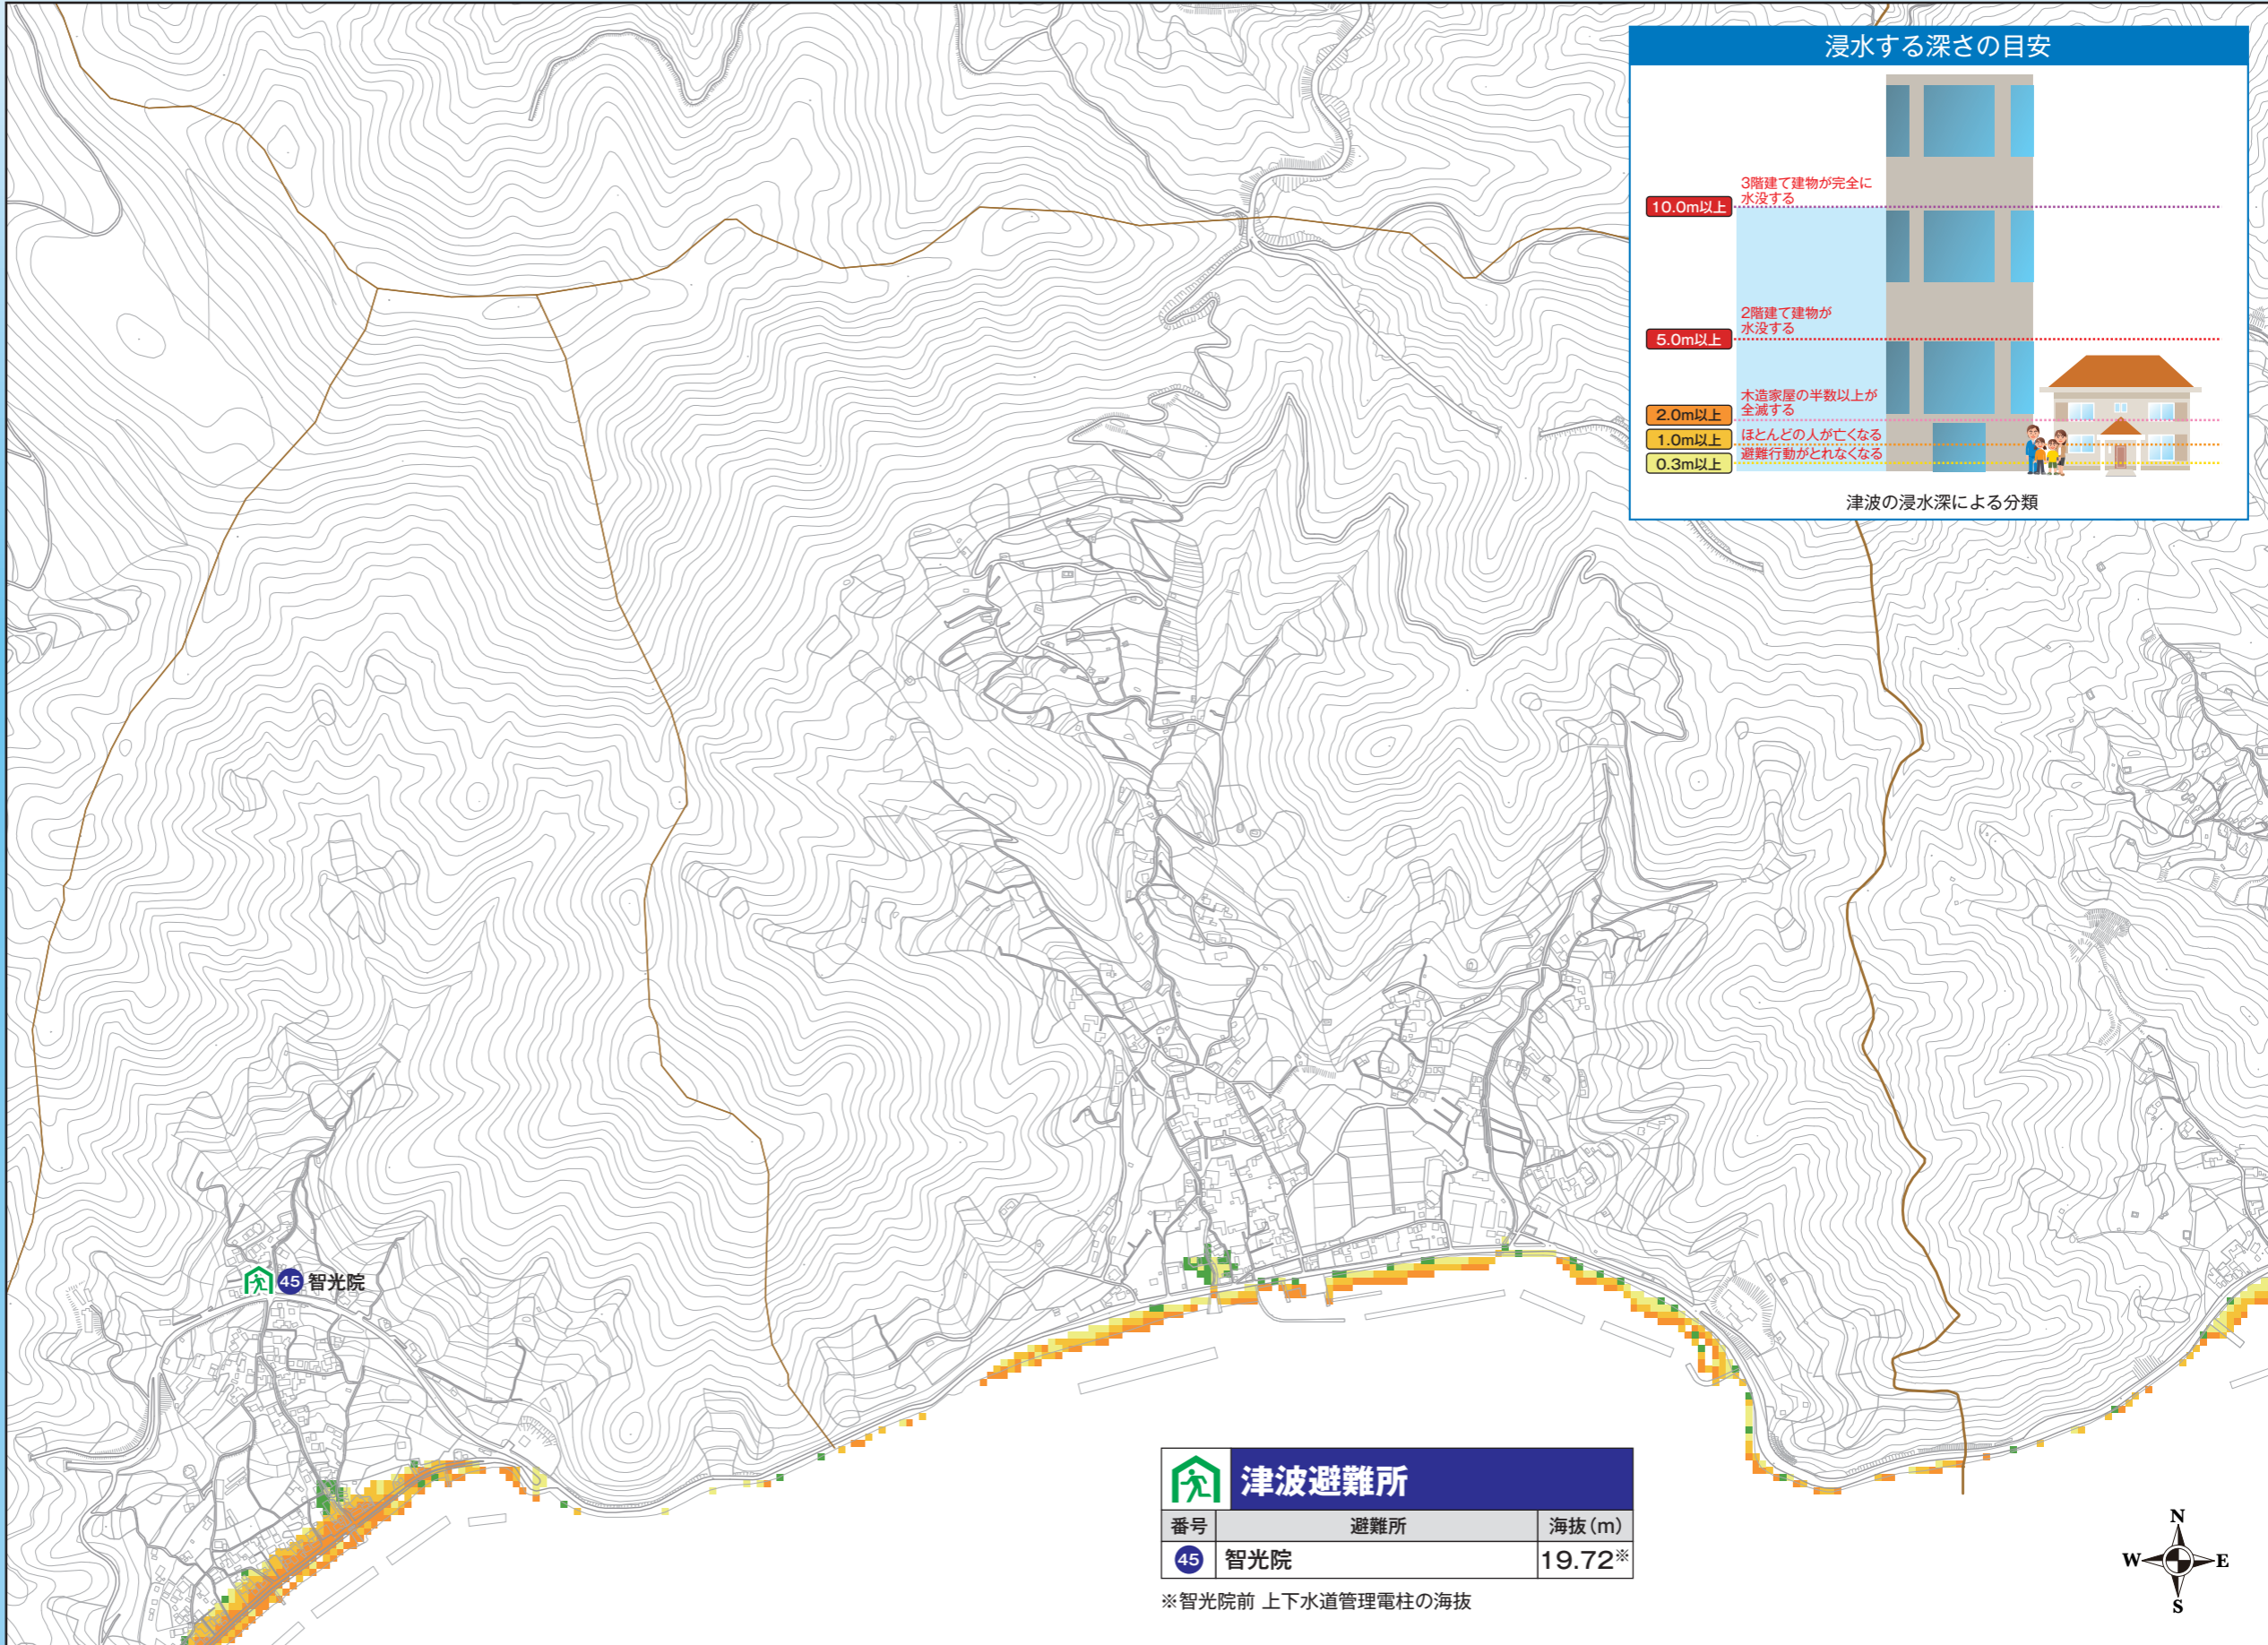 浸水する深さの目安
10.0m以上
3階建て建物が完全に
水没する
5.0m以上
2階建て建物が
水没する
2.0m以上
木造家屋の半数以上が
全滅する
1.0m以上
ほとんどの人が亡くなる
0.3m以上
避難行動がとれなくなる
津波の浸水深による分類
45 智光院
津波避難所
番号 避難所 海抜(m)
45 智光院 19.72※
※智光院前 上下水道管理電柱の海抜
N
W E
S